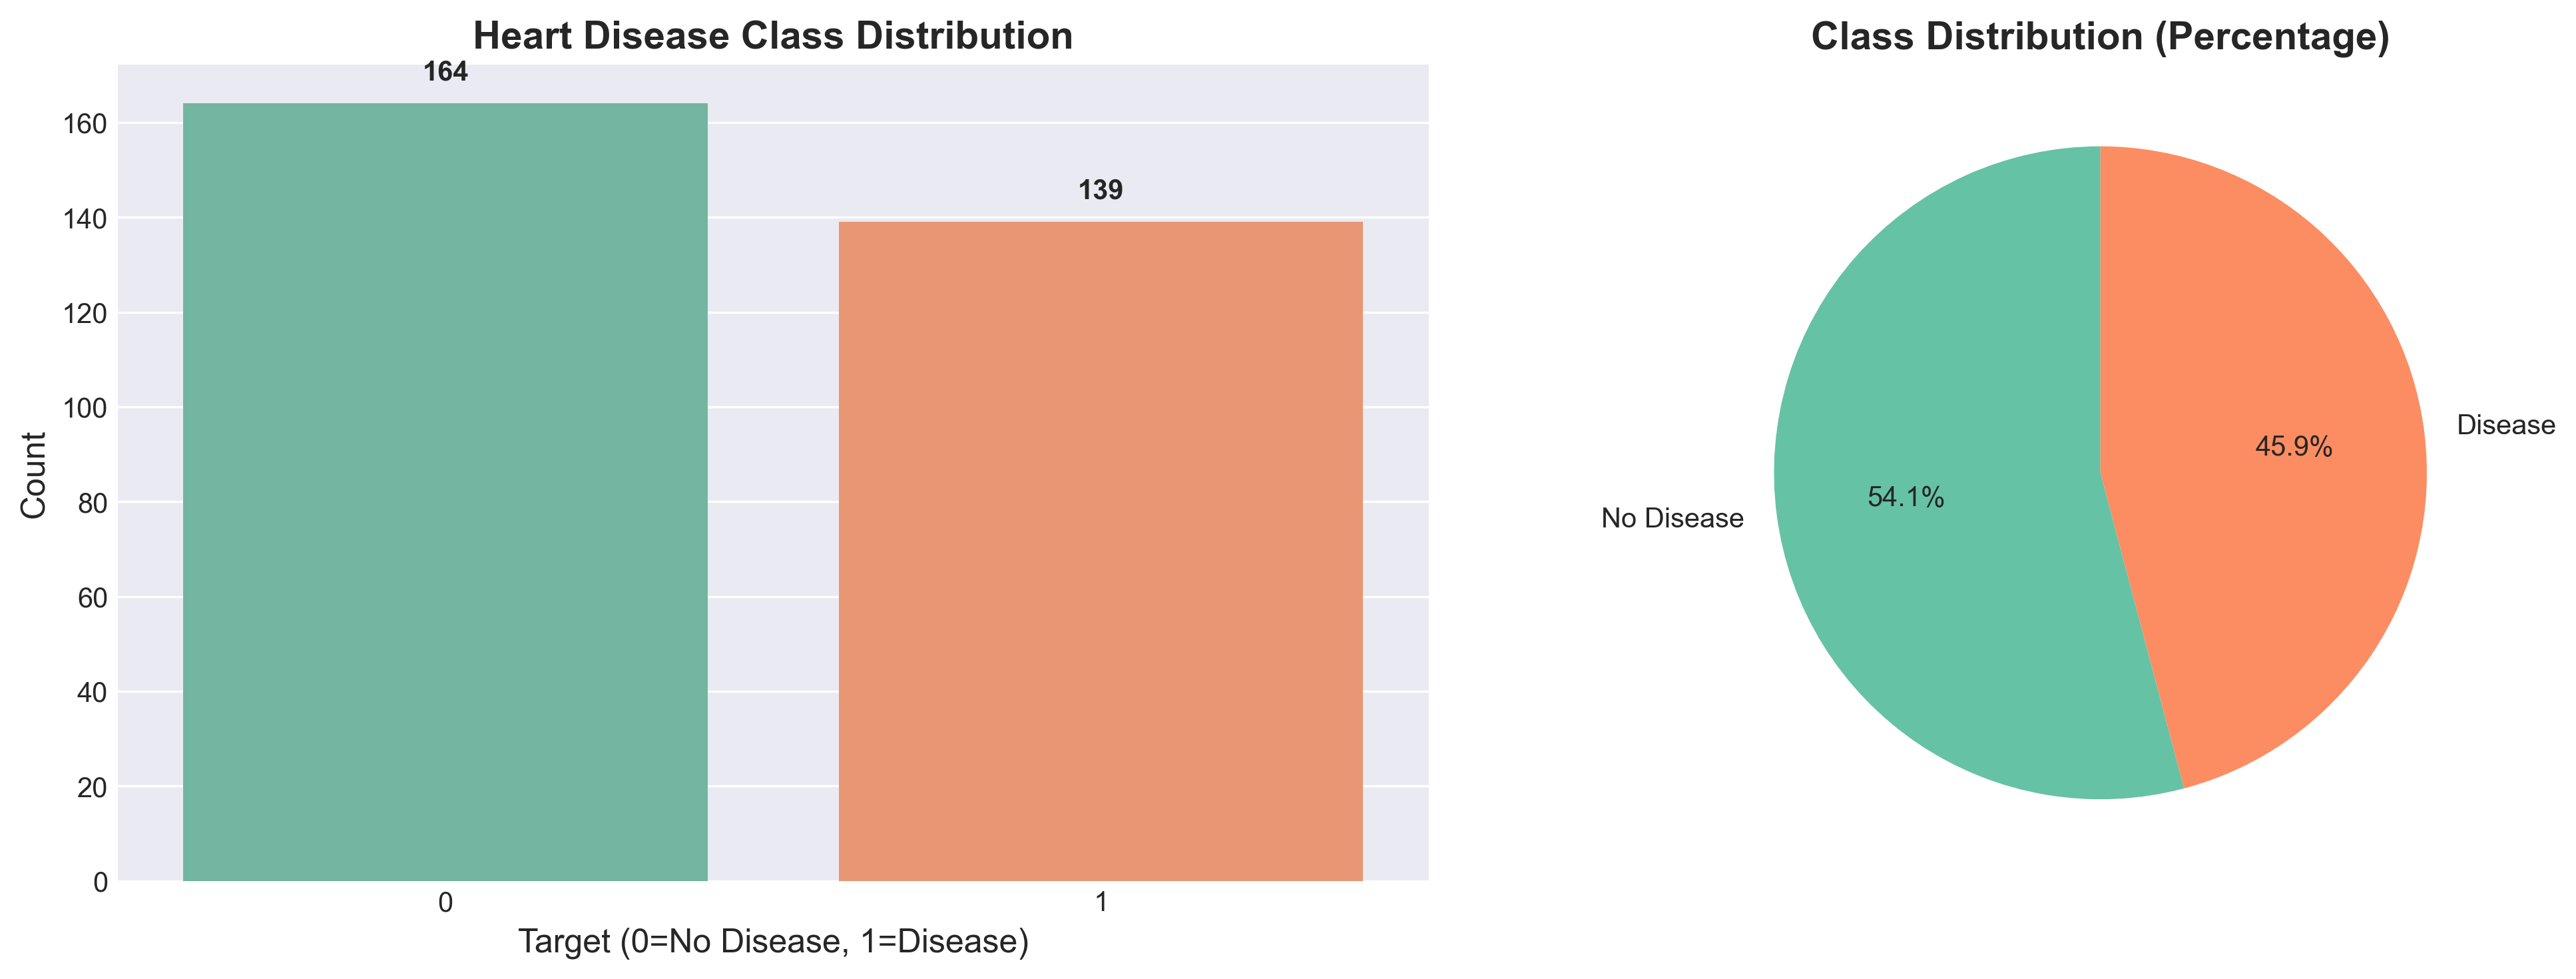 Heart Disease Class Distribution
164
139
160
140
120
100
80
60
40
20
0
Count
0
1
Target (0=No Disease, 1=Disease)
Class Distribution (Percentage)
Disease
45.9%
54.1%
No Disease